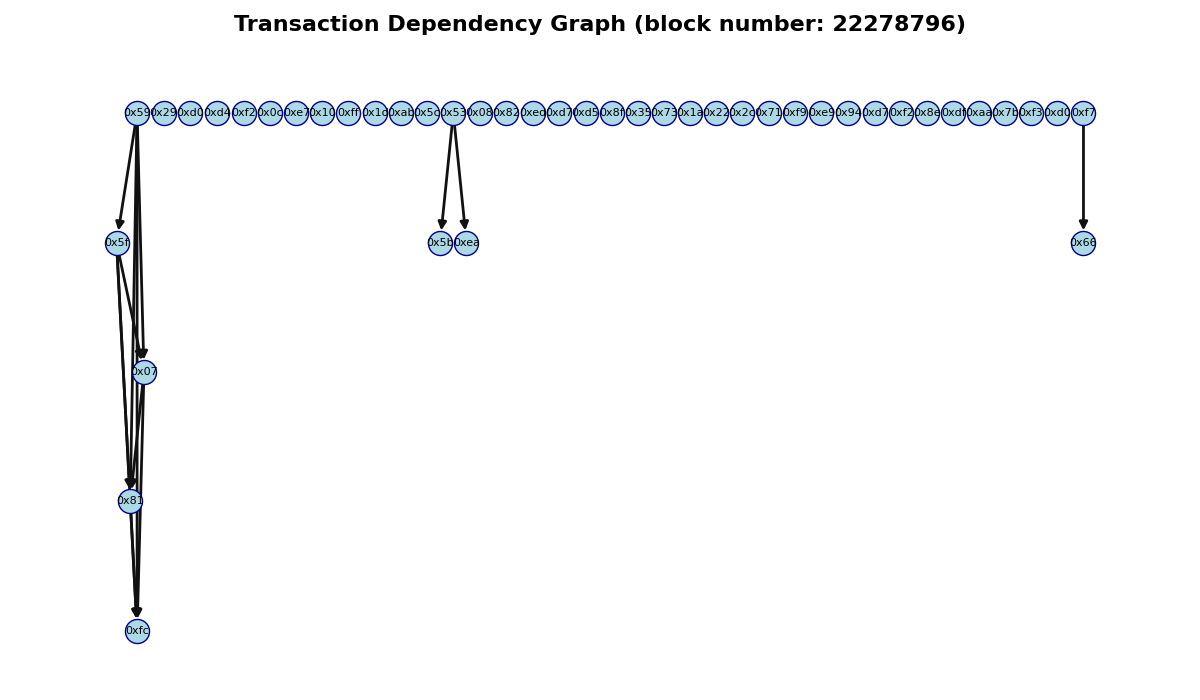 Transaction Dependency Graph (block number: 22278796)
0x59 0x29 0xd0 0xd4 0xf2 0x0c 0xe7 0x10 0xff 0x1d 0xab 0x5c 0x53 0x08 0x82 0xed 0xd7 0xd5 0x8f 0x35 0x73 0x1a 0x22 0x2c 0x71 0xf9 0xe9 0x94 0xd7 0xf2 0x8e 0xdf 0xaa 0x7b 0xf3 0xd0 0xf7
0x5f 0x5b 0xea 0x66
0x07
0x81
0xfc